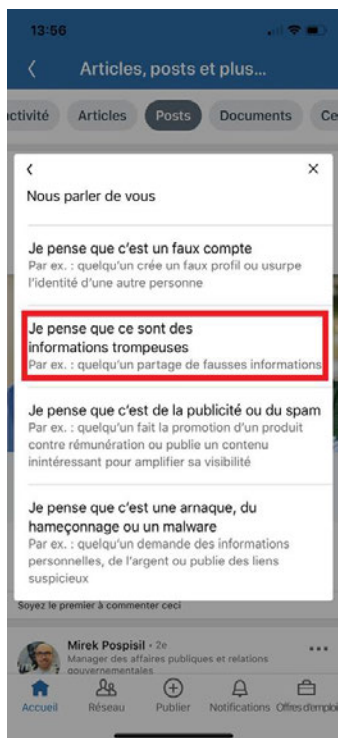 13:56
Articles, posts et plus...
ctivité Articles Posts Documents Ce
Nous parler de vous
Je pense que c'est un faux compte
Par ex. : quelqu'un crée un faux profil ou usurpe
l'identité d'une autre personne
Je pense que ce sont des
informations trompeuses
Par ex. : quelqu'un partage de fausses informations
Je pense que c'est de la publicité ou du spam
Par ex. : quelqu'un fait la promotion d'un produit
contre rémunération ou publie un contenu
inintéressant pour amplifier sa visibilité
Je pense que c'est une arnaque, du
hameçonnage ou un malware
Par ex. : quelqu'un demande des informations
personnelles, de l'argent ou publie des liens
suspicieux
Soyez le premier à commenter ceci
Mirek Pospisil • 2e
Manager des affaires publiques et relations
gouvernementales
Accueil Réseau Publier Notifications Offres d'emploi